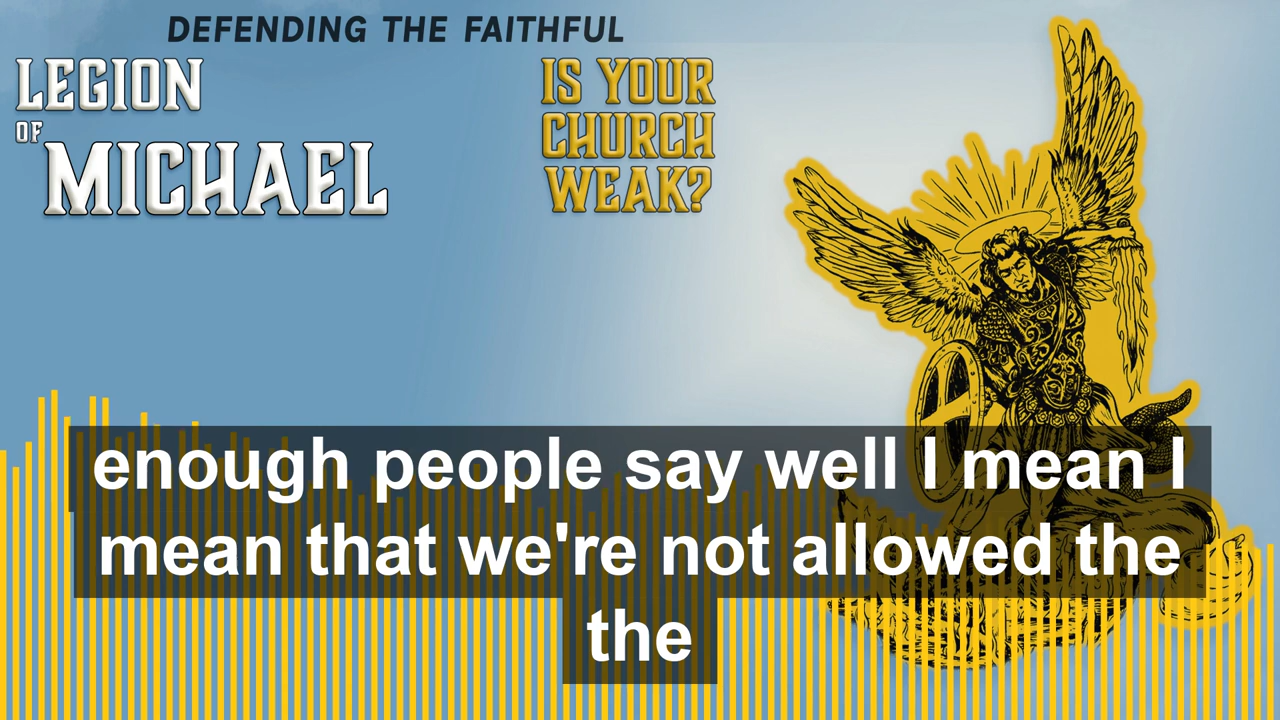 DEFENDING THE FAITHFUL
LEGION
OF
MICHAEL
IS YOUR
CHURCH
WEAK?
enough people say well I mean I
mean that we're not allowed the
the